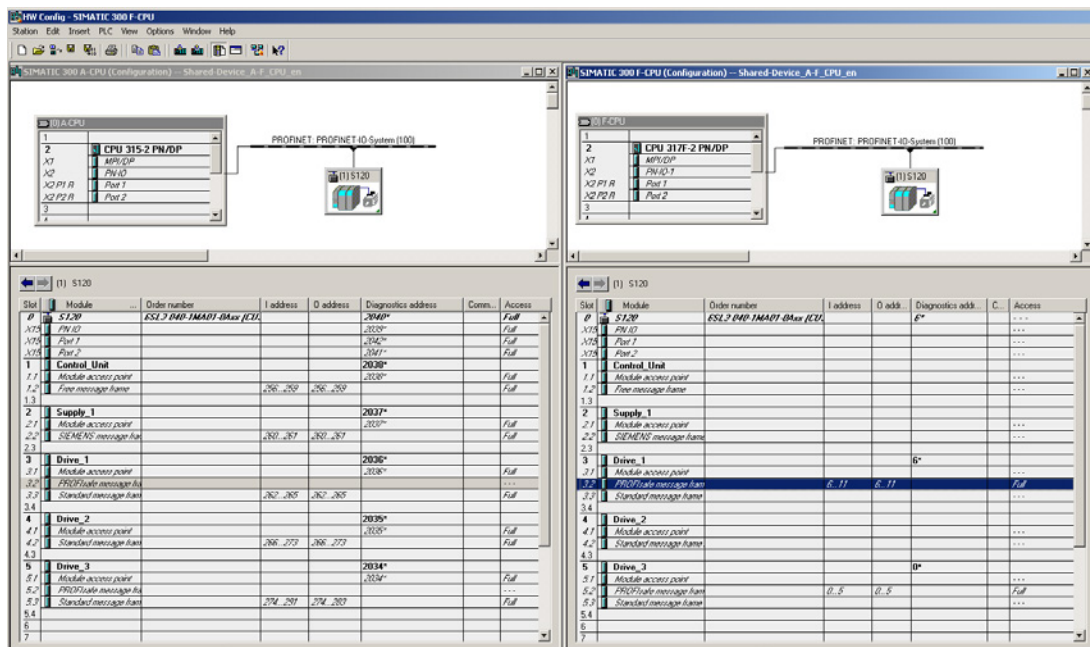 HW Config - SIMATIC 300 F-CPU
Station Edit Insert PLC View Options Window Help
SIMATIC 300 A-CPU (Configuration) -- Shared-Device_A-F_CPU_en
(0) A-CPU
1
2 CPU 315-2 PN/DP
X1 MPI/DP
X2 PN-IO
X2 P1 R Port 1
X2 P2 R Port 2
3
PROFINET: PROFINET-IO-System (100)
(1) S120
(1) S120
Slot Module ... Order number I address O address Diagnostics address Comm... Access
0 S120 6SL3 040-1MA01-0Axx (CU. 2040* Full
X15 PN-IO 2039* Full
X15 Port 1 2042* Full
X15 Port 2 2041* Full
1 Control_Unit 2038*
1.1 Module access point 2038* Full
1.2 Free message frame 256...259 256...259 Full
1.3
2 Supply_1 2037*
2.1 Module access point 2037* Full
2.2 SIEMENS message fram 260...261 260...261 Full
2.3
3 Drive_1 2036*
3.1 Module access point 2036* Full
3.2 PROFIsafe message fra ---
3.3 Standard message fram 262...265 262...265 Full
3.4
4 Drive_2 2035*
4.1 Module access point 2035* Full
4.2 Standard message fram 266...273 266...273 Full
4.3
5 Drive_3 2034*
5.1 Module access point 2034* Full
5.2 PROFIsafe message fra ---
5.3 Standard message fram 274...291 274...283 Full
5.4
6
7
SIMATIC 300 F-CPU (Configuration) -- Shared-Device_A-F_CPU_en
(0) F-CPU
1
2 CPU 317F-2 PN/DP
X1 MPI/DP
X2 PN-IO-1
X2 P1 R Port 1
X2 P2 R Port 2
3
PROFINET: PROFINET-IO-System (100)
(1) S120
(1) S120
Slot Module Order number I address O addr... Diagnostics addr... C... Access
0 S120 6SL3 040-1MA01-0Axx (CU. 6* ---
X15 PN-IO ---
X15 Port 1 ---
X15 Port 2 ---
1 Control_Unit
1.1 Module access point ---
1.2 Free message frame ---
1.3
2 Supply_1
2.1 Module access point ---
2.2 SIEMENS message fram ---
2.3
3 Drive_1 6*
3.1 Module access point ---
3.2 PROFIsafe message fram 6...11 6...11 Full
3.3 Standard message frame ---
3.4
4 Drive_2
4.1 Module access point ---
4.2 Standard message frame ---
4.3
5 Drive_3 0*
5.1 Module access point ---
5.2 PROFIsafe message fram 0...5 0...5 Full
5.3 Standard message frame ---
5.4
6
7